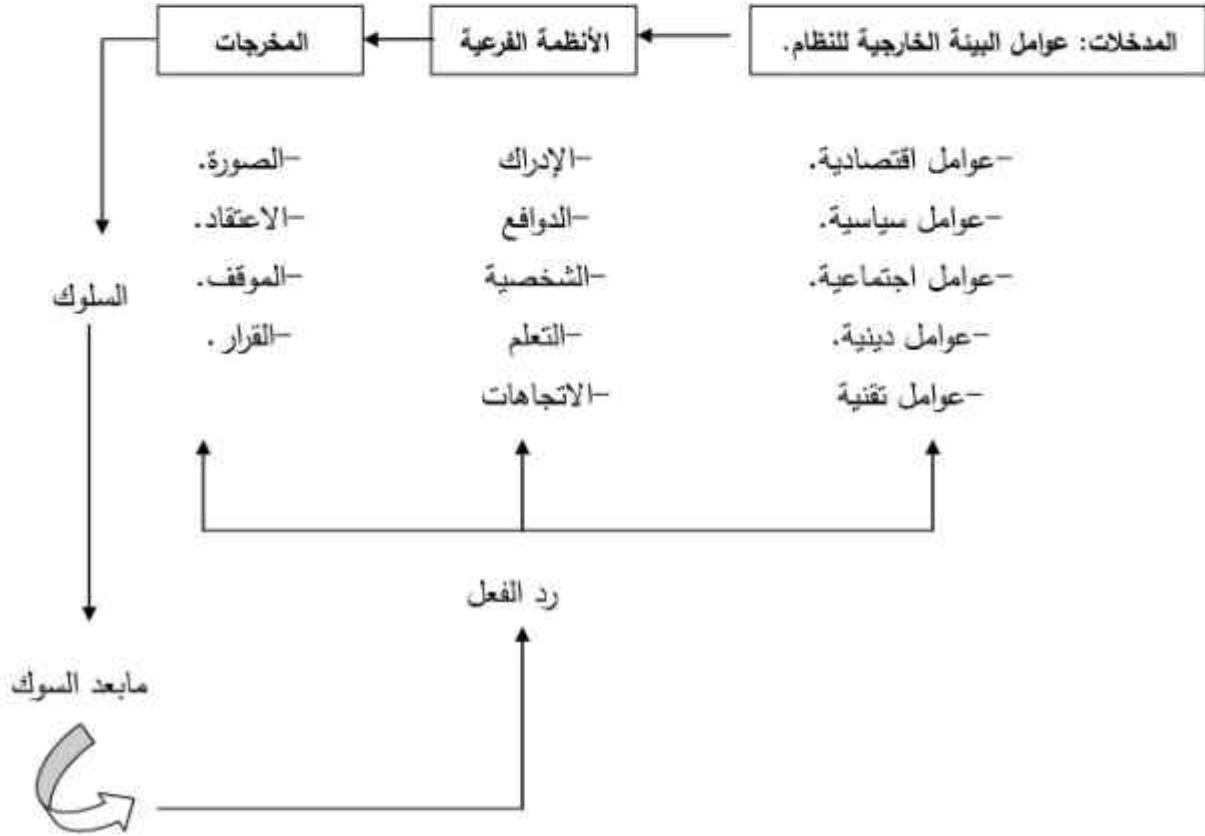 المدخلات: عوامل البيئة الخارجية للنظام.
الأنظمة الفرعية
المخرجات
-عوامل اقتصادية.
-عوامل سياسية.
-عوامل اجتماعية.
-عوامل دينية.
-عوامل تقنية
-الإدراك
-الدوافع
-الشخصية
-التعلم
-الاتجاهات
-الصورة.
-الاعتقاد.
-الموقف.
-القرار.
السلوك
رد الفعل
مابعد السوك